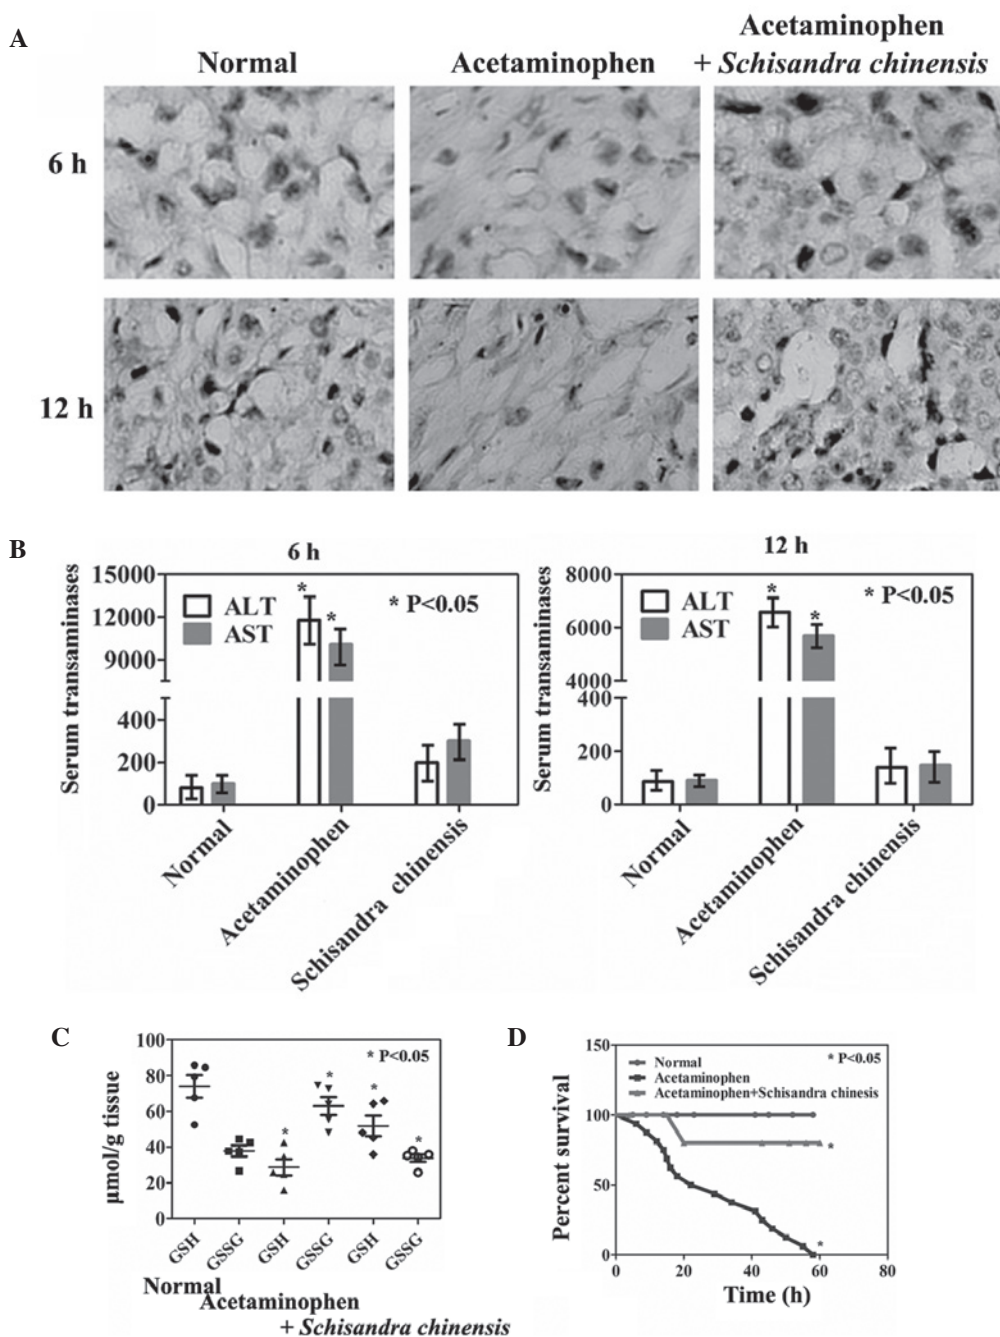 A
Normal
Acetaminophen
Acetaminophen
+ Schisandra chinensis
6 h
12 h
B
6 h
15000
12000
9000
400
200
0
Serum transaminases
ALT
AST
* P<0.05
*
*
Normal
Acetaminophen
Schisandra chinensis
12 h
8000
6000
4000
400
200
0
Serum transaminases
ALT
AST
* P<0.05
*
*
Normal
Acetaminophen
Schisandra chinensis
C
100
80
60
40
20
0
µmol/g tissue
* P<0.05
*
*
*
*
GSH
GSSG
GSH
GSSG
GSH
GSSG
Normal
Acetaminophen
+ Schisandra chinensis
D
150
100
50
0
Percent survival
Normal
Acetaminophen
Acetaminophen+Schisandra chinesis
* P<0.05
*
*
0
20
40
60
80
Time (h)